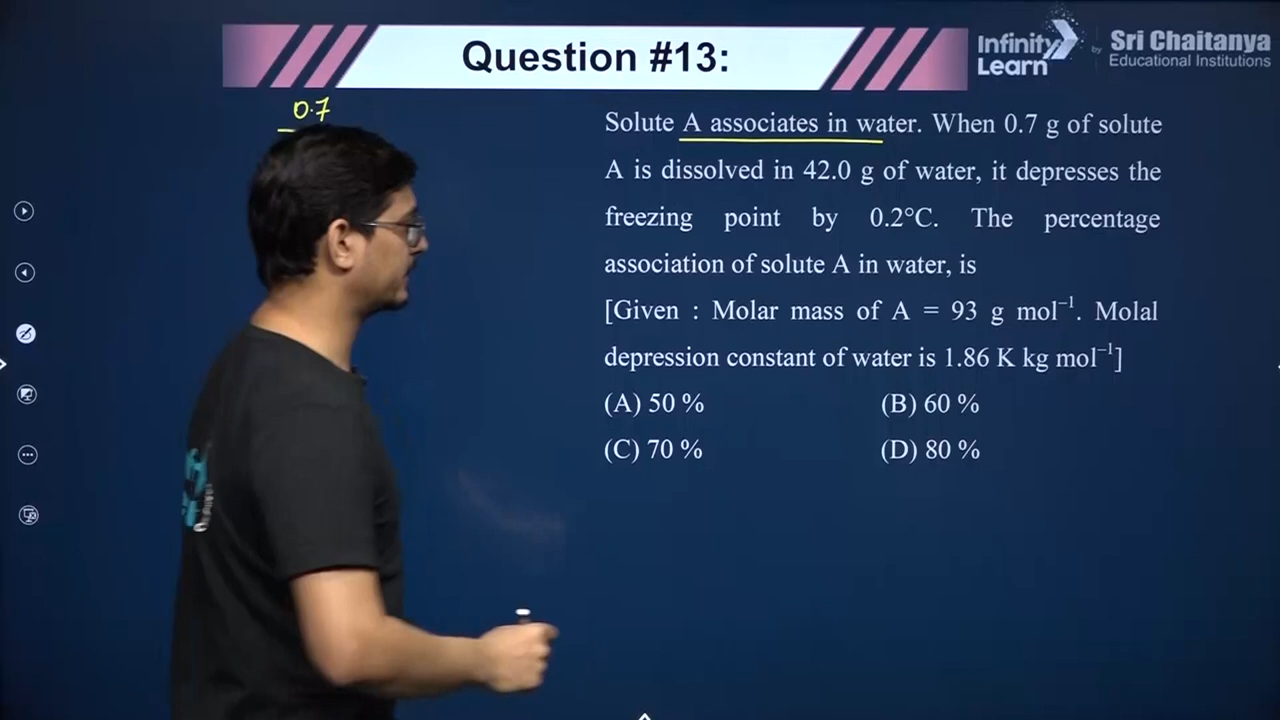 Question #13:
Infinity Learn by Sri Chaitanya Educational Institutions
0.7
Solute A associates in water. When 0.7 g of solute
A is dissolved in 42.0 g of water, it depresses the
freezing point by 0.2°C. The percentage
association of solute A in water, is
[Given : Molar mass of A = 93 g mol⁻¹. Molal
depression constant of water is 1.86 K kg mol⁻¹]
(A) 50 % (B) 60 %
(C) 70 % (D) 80 %